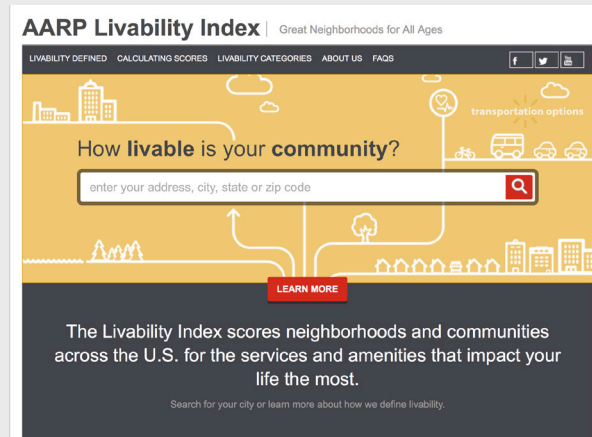 AARP Livability Index | Great Neighborhoods for All Ages
LIVABILITY DEFINED CALCULATING SCORES LIVABILITY CATEGORIES ABOUT US FAQS
transportation options
How livable is your community?
enter your address, city, state or zip code
LEARN MORE
The Livability Index scores neighborhoods and communities
across the U.S. for the services and amenities that impact your
life the most.
Search for your city or learn more about how we define livability.